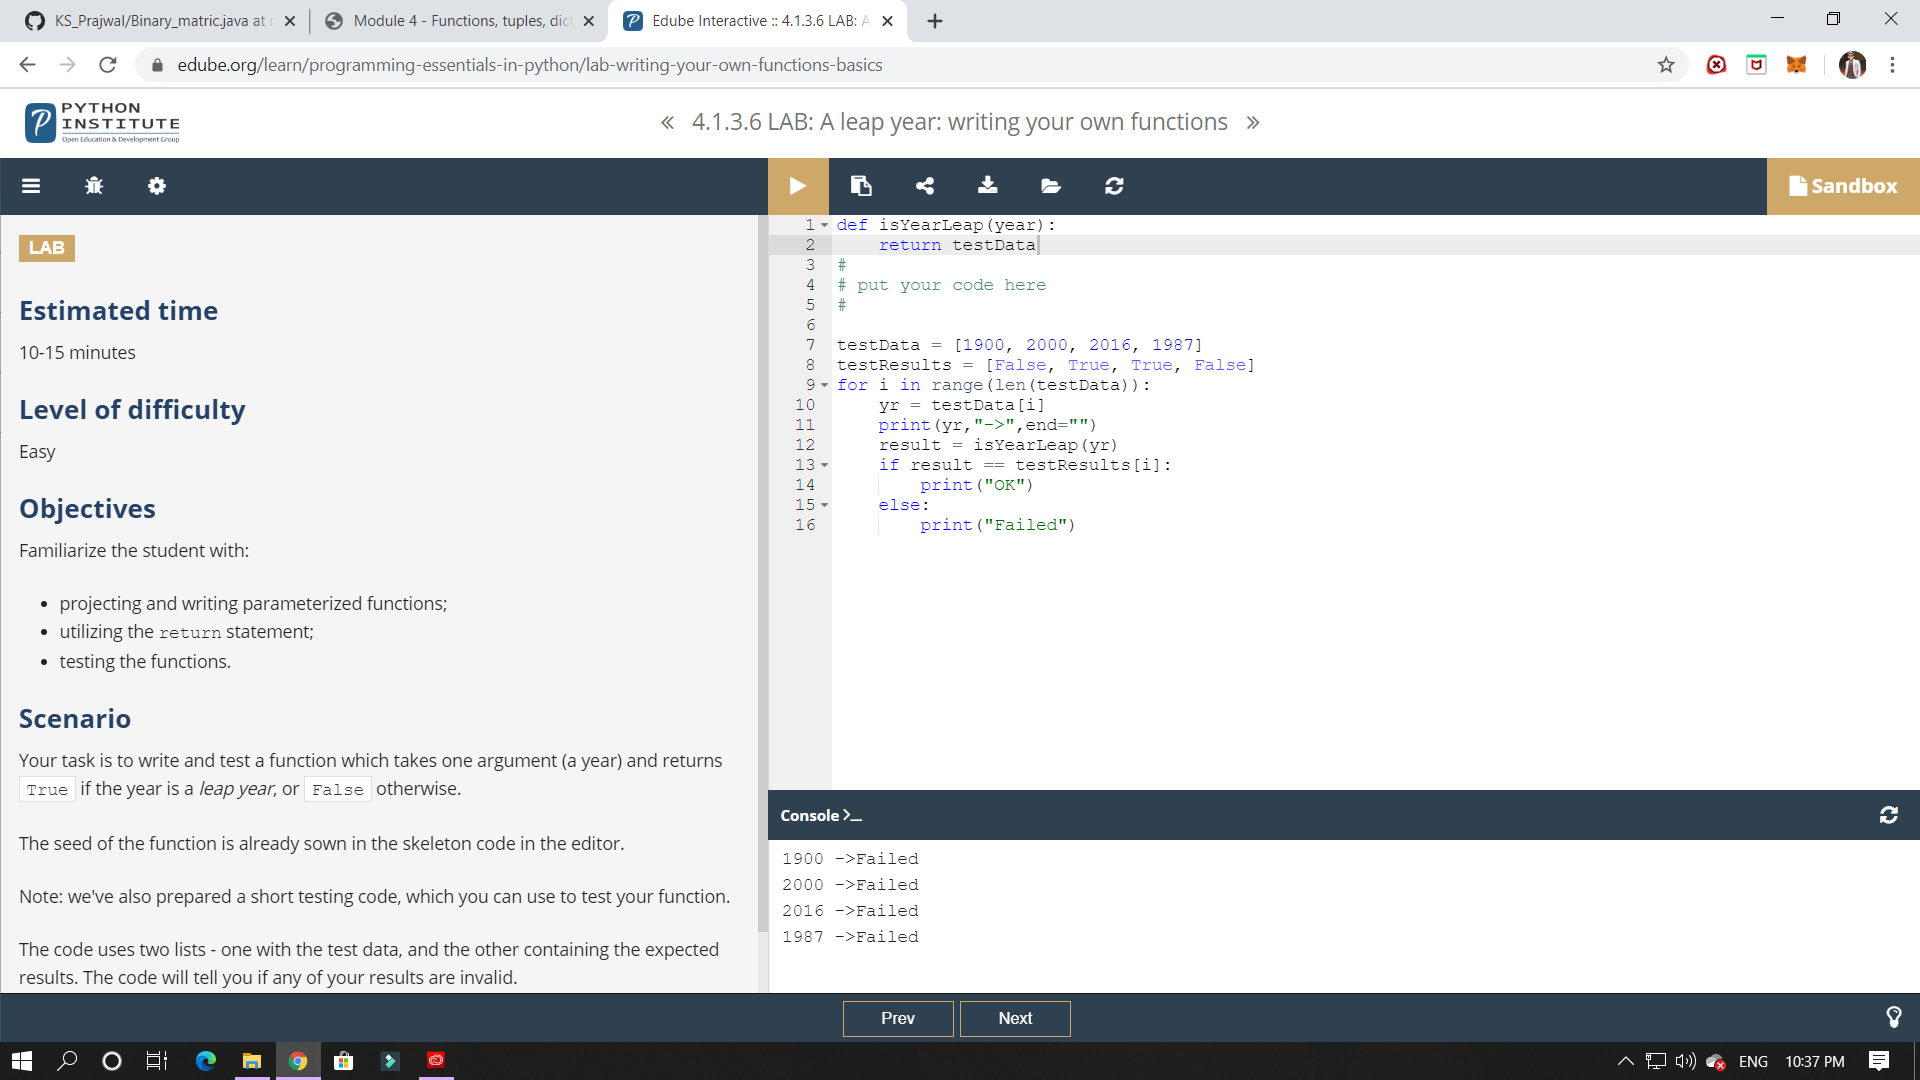 KS_Prajwal/Binary_matric.java at
Module 4 - Functions, tuples, dic
Edube Interactive :: 4.1.3.6 LAB: A
edube.org/learn/programming-essentials-in-python/lab-writing-your-own-functions-basics
PYTHON
INSTITUTE
Open Education & Development Group
« 4.1.3.6 LAB: A leap year: writing your own functions »
Sandbox
LAB
Estimated time
10-15 minutes
Level of difficulty
Easy
Objectives
Familiarize the student with:
• projecting and writing parameterized functions;
• utilizing the return statement;
• testing the functions.
Scenario
Your task is to write and test a function which takes one argument (a year) and returns
True if the year is a leap year, or False otherwise.
The seed of the function is already sown in the skeleton code in the editor.
Note: we've also prepared a short testing code, which you can use to test your function.
The code uses two lists - one with the test data, and the other containing the expected
results. The code will tell you if any of your results are invalid.
1 def isYearLeap(year):
2     return testData
3 #
4 # put your code here
5 #
6
7 testData = [1900, 2000, 2016, 1987]
8 testResults = [False, True, True, False]
9 for i in range(len(testData)):
10     yr = testData[i]
11     print(yr,"->",end="")
12     result = isYearLeap(yr)
13     if result == testResults[i]:
14         print("OK")
15     else:
16         print("Failed")
Console >_
1900 ->Failed
2000 ->Failed
2016 ->Failed
1987 ->Failed
Prev
Next
ENG
10:37 PM